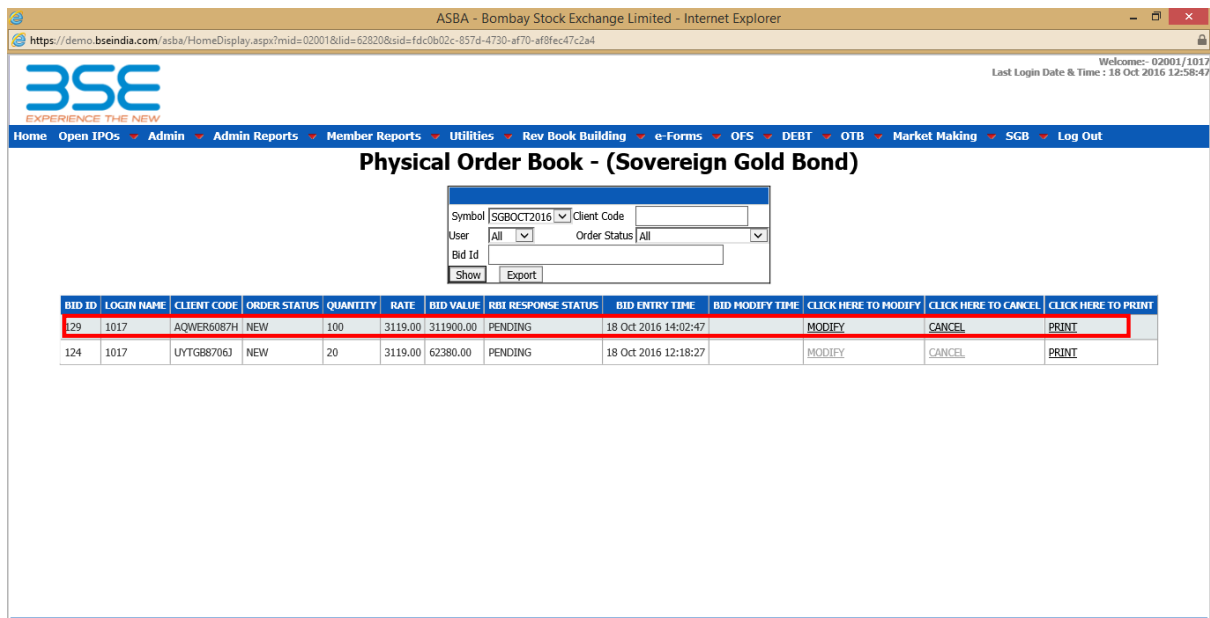 ASBA - Bombay Stock Exchange Limited - Internet Explorer
https://demo.bseindia.com/asba/HomeDisplay.aspx?mid=02001&lid=62820&sid=fdc0b02c-857d-4730-af70-af8fec47c2a4
Welcome:- 02001/1017
Last Login Date & Time : 18 Oct 2016 12:58:47
BSE
EXPERIENCE THE NEW
Home Open IPOs Admin Admin Reports Member Reports Utilities Rev Book Building e-Forms OFS DEBT OTB Market Making SGB Log Out
Physical Order Book - (Sovereign Gold Bond)
Symbol SGBOCT2016 Client Code
User All Order Status All
Bid Id
Show Export
BID ID LOGIN NAME CLIENT CODE ORDER STATUS QUANTITY RATE BID VALUE RBI RESPONSE STATUS BID ENTRY TIME BID MODIFY TIME CLICK HERE TO MODIFY CLICK HERE TO CANCEL CLICK HERE TO PRINT
129 1017 AQWER6087H NEW 100 3119.00 311900.00 PENDING 18 Oct 2016 14:02:47 MODIFY CANCEL PRINT
124 1017 UYTGB8706J NEW 20 3119.00 62380.00 PENDING 18 Oct 2016 12:18:27 MODIFY CANCEL PRINT